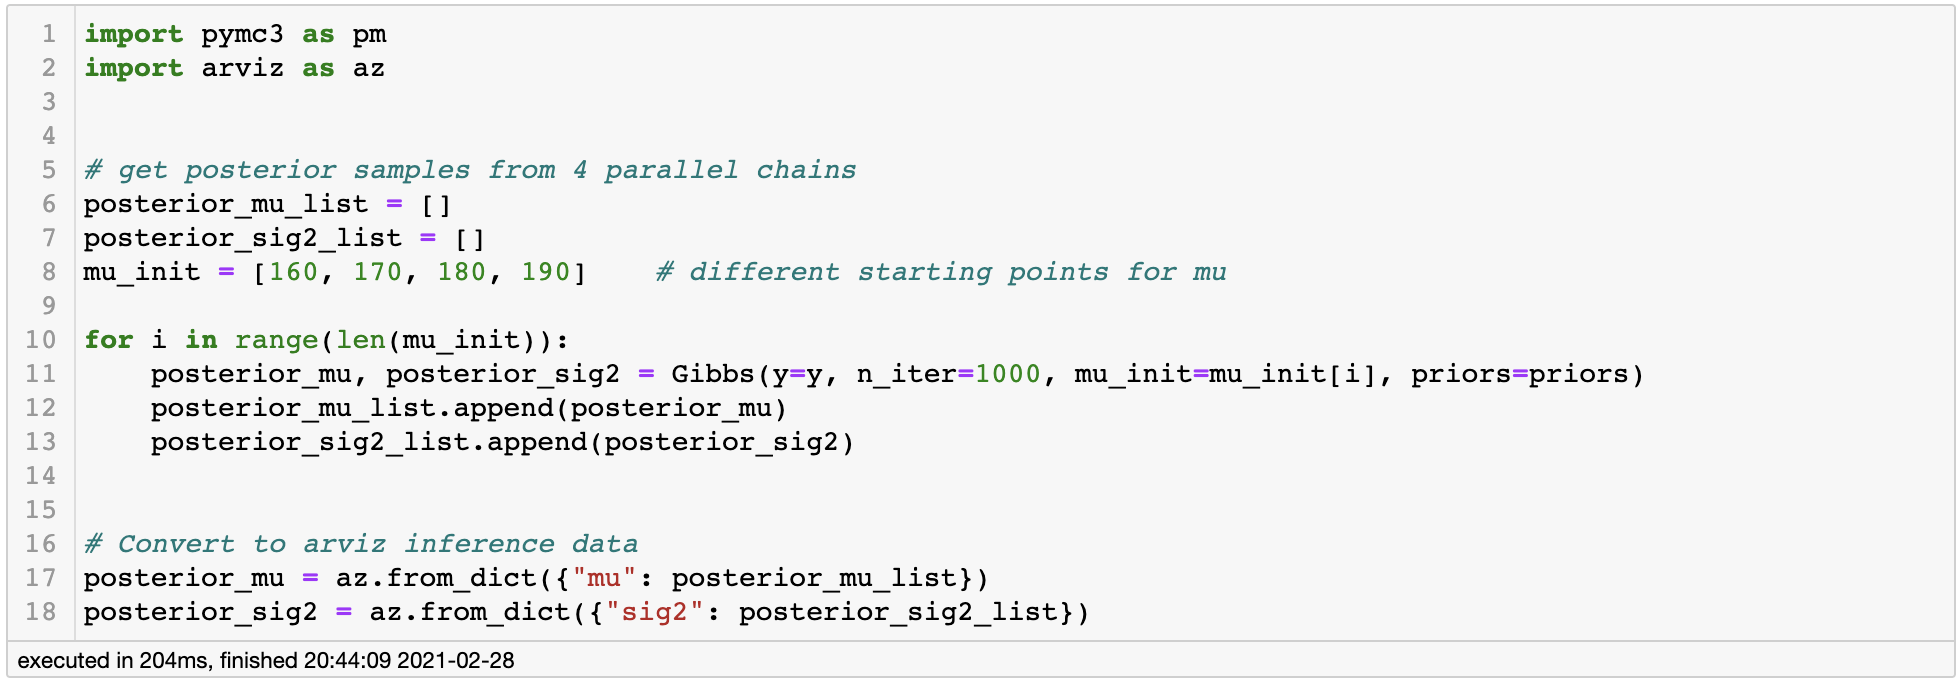 1 import pymc3 as pm
2 import arviz as az
3
4
5 # get posterior samples from 4 parallel chains
6 posterior_mu_list = []
7 posterior_sig2_list = []
8 mu_init = [160, 170, 180, 190]    # different starting points for mu
9
10 for i in range(len(mu_init)):
11     posterior_mu, posterior_sig2 = Gibbs(y=y, n_iter=1000, mu_init=mu_init[i], priors=priors)
12     posterior_mu_list.append(posterior_mu)
13     posterior_sig2_list.append(posterior_sig2)
14
15
16 # Convert to arviz inference data
17 posterior_mu = az.from_dict({"mu": posterior_mu_list})
18 posterior_sig2 = az.from_dict({"sig2": posterior_sig2_list})
executed in 204ms, finished 20:44:09 2021-02-28